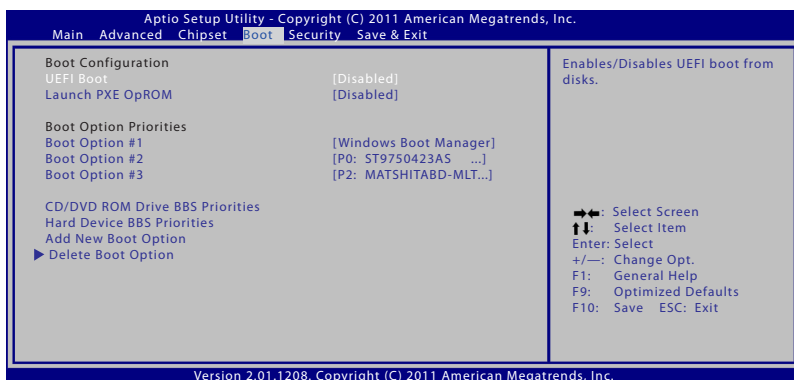 Aptio Setup Utility - Copyright (C) 2011 American Megatrends, Inc.
Main Advanced Chipset Boot Security Save & Exit
Boot Configuration
UEFI Boot [Disabled]
Launch PXE OpROM [Disabled]
Boot Option Priorities
Boot Option #1 [Windows Boot Manager]
Boot Option #2 [P0: ST9750423AS ...]
Boot Option #3 [P2: MATSHITABD-MLT...]
CD/DVD ROM Drive BBS Priorities
Hard Device BBS Priorities
Add New Boot Option
Delete Boot Option
Enables/Disables UEFI boot from
disks.
→←: Select Screen
↑↓: Select Item
Enter: Select
+/—: Change Opt.
F1: General Help
F9: Optimized Defaults
F10: Save ESC: Exit
Version 2.01.1208. Copyright (C) 2011 American Megatrends, Inc.